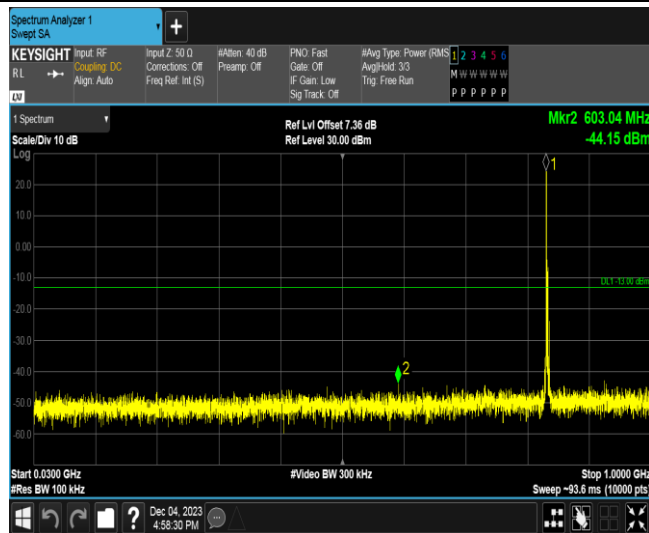 Spectrum Analyzer 1
Swept SA
+
KEYSIGHT
RL
Input: RF
Coupling: DC
Align: Auto
Input Z: 50 Ω
Corrections: Off
Freq Ref: Int (S)
#Atten: 40 dB
Preamp: Off
PNO: Fast
Gate: Off
IF Gain: Low
Sig Track: Off
#Avg Type: Power (RMS
Avg|Hold: 3/3
Trig: Free Run
1 2 3 4 5 6
M W W W W W
P P P P P P
1 Spectrum
Scale/Div 10 dB
Log
Ref Lvl Offset 7.36 dB
Ref Level 30.00 dBm
Mkr2 603.04 MHz
-44.15 dBm
1
20.0
10.0
0.00
-10.0
DL1 -13.00 dBm
-20.0
-30.0
-40.0
2
-50.0
-60.0
Start 0.0300 GHz
#Video BW 300 kHz
Stop 1.0000 GHz
#Res BW 100 kHz
Sweep ~93.6 ms (10000 pts)
?
Dec 04, 2023
4:58:30 PM